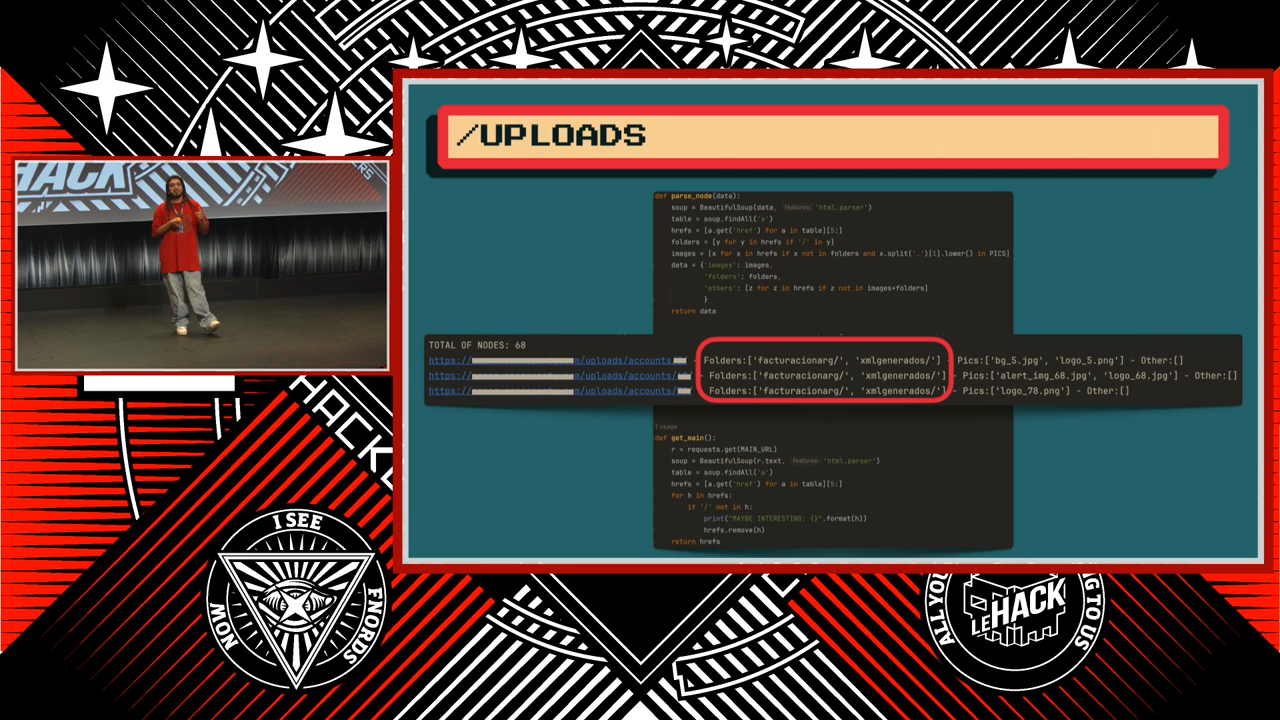 /UPLOADS
def parse_node(data):
soup = BeautifulSoup(data, features: 'html.parser')
table = soup.findAll('a')
hrefs = [a.get('href') for a in table][5:]
folders = [y for y in hrefs if '/' in y]
images = [x for x in hrefs if x not in folders and x.split('.')[1].lower() in PICS]
data = {"images": images,
'folders': folders,
'others': [z for z in hrefs if z not in images+folders]
}
return data
TOTAL OF NODES: 68
https:// m/uploads/accounts/ - Folders:['facturacionarg/', 'xmlgenerados/'] - Pics:['bg_5.jpg', 'logo_5.png'] - Other:[]
https:// m/uploads/accounts/ - Folders:['facturacionarg/', 'xmlgenerados/'] - Pics:['alert_img_68.jpg', 'logo_68.jpg'] - Other:[]
https:// m/uploads/accounts/ - Folders:['facturacionarg/', 'xmlgenerados/'] - Pics:['logo_78.png'] - Other:[]
1 usage
def get_main():
r = requests.get(MAIN_URL)
soup = BeautifulSoup(r.text, features: 'html.parser')
table = soup.findAll('a')
hrefs = [a.get('href') for a in table][5:]
for h in hrefs:
if '/' not in h:
print("MAYBE INTERESTING: {}".format(h))
hrefs.remove(h)
return hrefs
HACK
HACK
I SEE
FNORDS
NOW
ALL YO
LEHACK
NG TO US